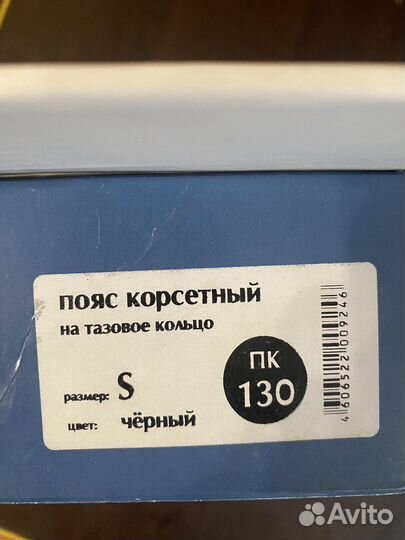 пояс корсетный
на тазовое кольцо
размер: S
цвет: чёрный
ПК
130
4606522009246
Avito